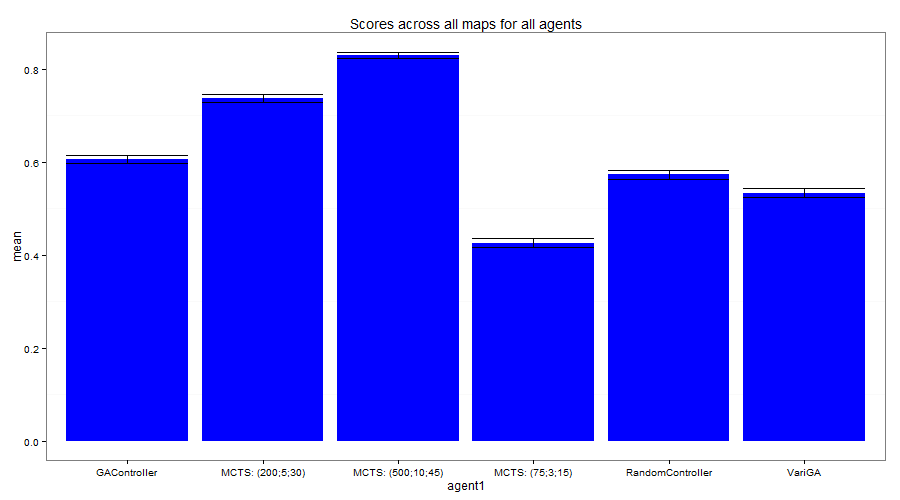 Scores across all maps for all agents
mean
0.8
0.6
0.4
0.2
0.0
GAController MCTS: (200;5;30) MCTS: (500;10;45) MCTS: (75;3;15) RandomController VariGA
agent1